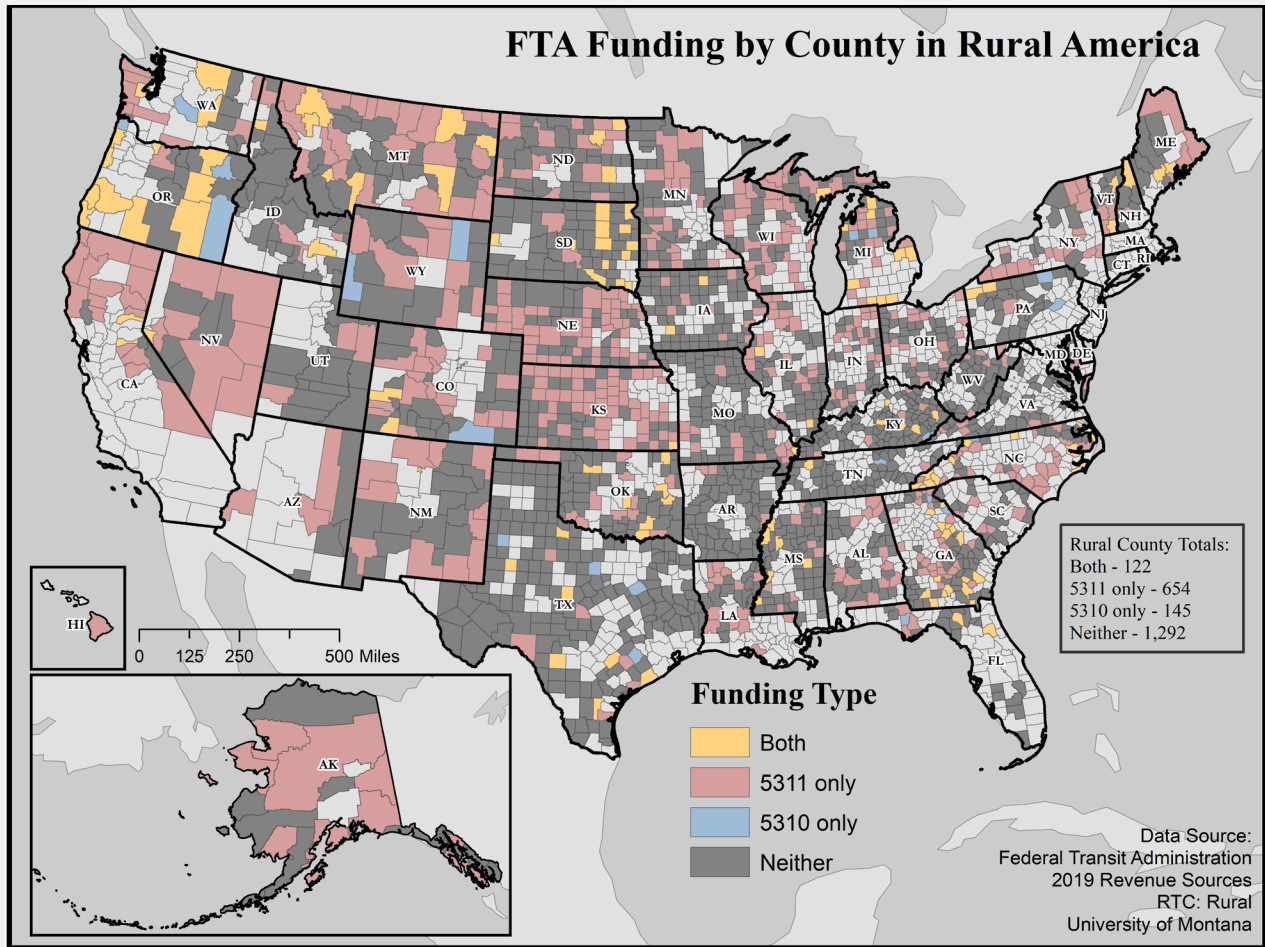 FTA Funding by County in Rural America
WA
MT
ND
MN
ME
OR
ID
SD
WI
MI
VT
NH
NY
MA
CT
RI
WY
IA
PA
NJ
NE
NV
UT
CO
IL
IN
OH
MD
DE
WV
VA
CA
KS
MO
KY
NC
TN
AZ
NM
OK
AR
SC
MS
AL
GA
TX
LA
FL
HI
AK
0 125 250 500 Miles
Rural County Totals:
Both - 122
5311 only - 654
5310 only - 145
Neither - 1,292
Funding Type
Both
5311 only
5310 only
Neither
Data Source:
Federal Transit Administration
2019 Revenue Sources
RTC: Rural
University of Montana